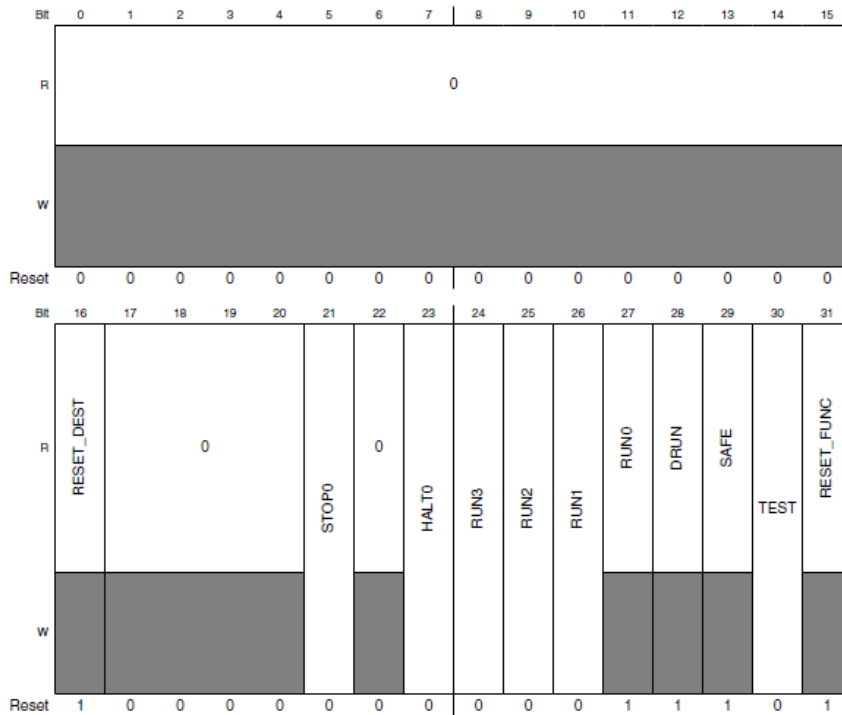 Bit 0 1 2 3 4 5 6 7 8 9 10 11 12 13 14 15
R 0
W
Reset 0 0 0 0 0 0 0 0 0 0 0 0 0 0 0 0
Bit 16 17 18 19 20 21 22 23 24 25 26 27 28 29 30 31
R RESET_DEST 0 STOP0 0 HALT0 RUN3 RUN2 RUN1 RUN0 DRUN SAFE TEST RESET_FUNC
W
Reset 1 0 0 0 0 0 0 0 0 0 0 1 1 1 0 1